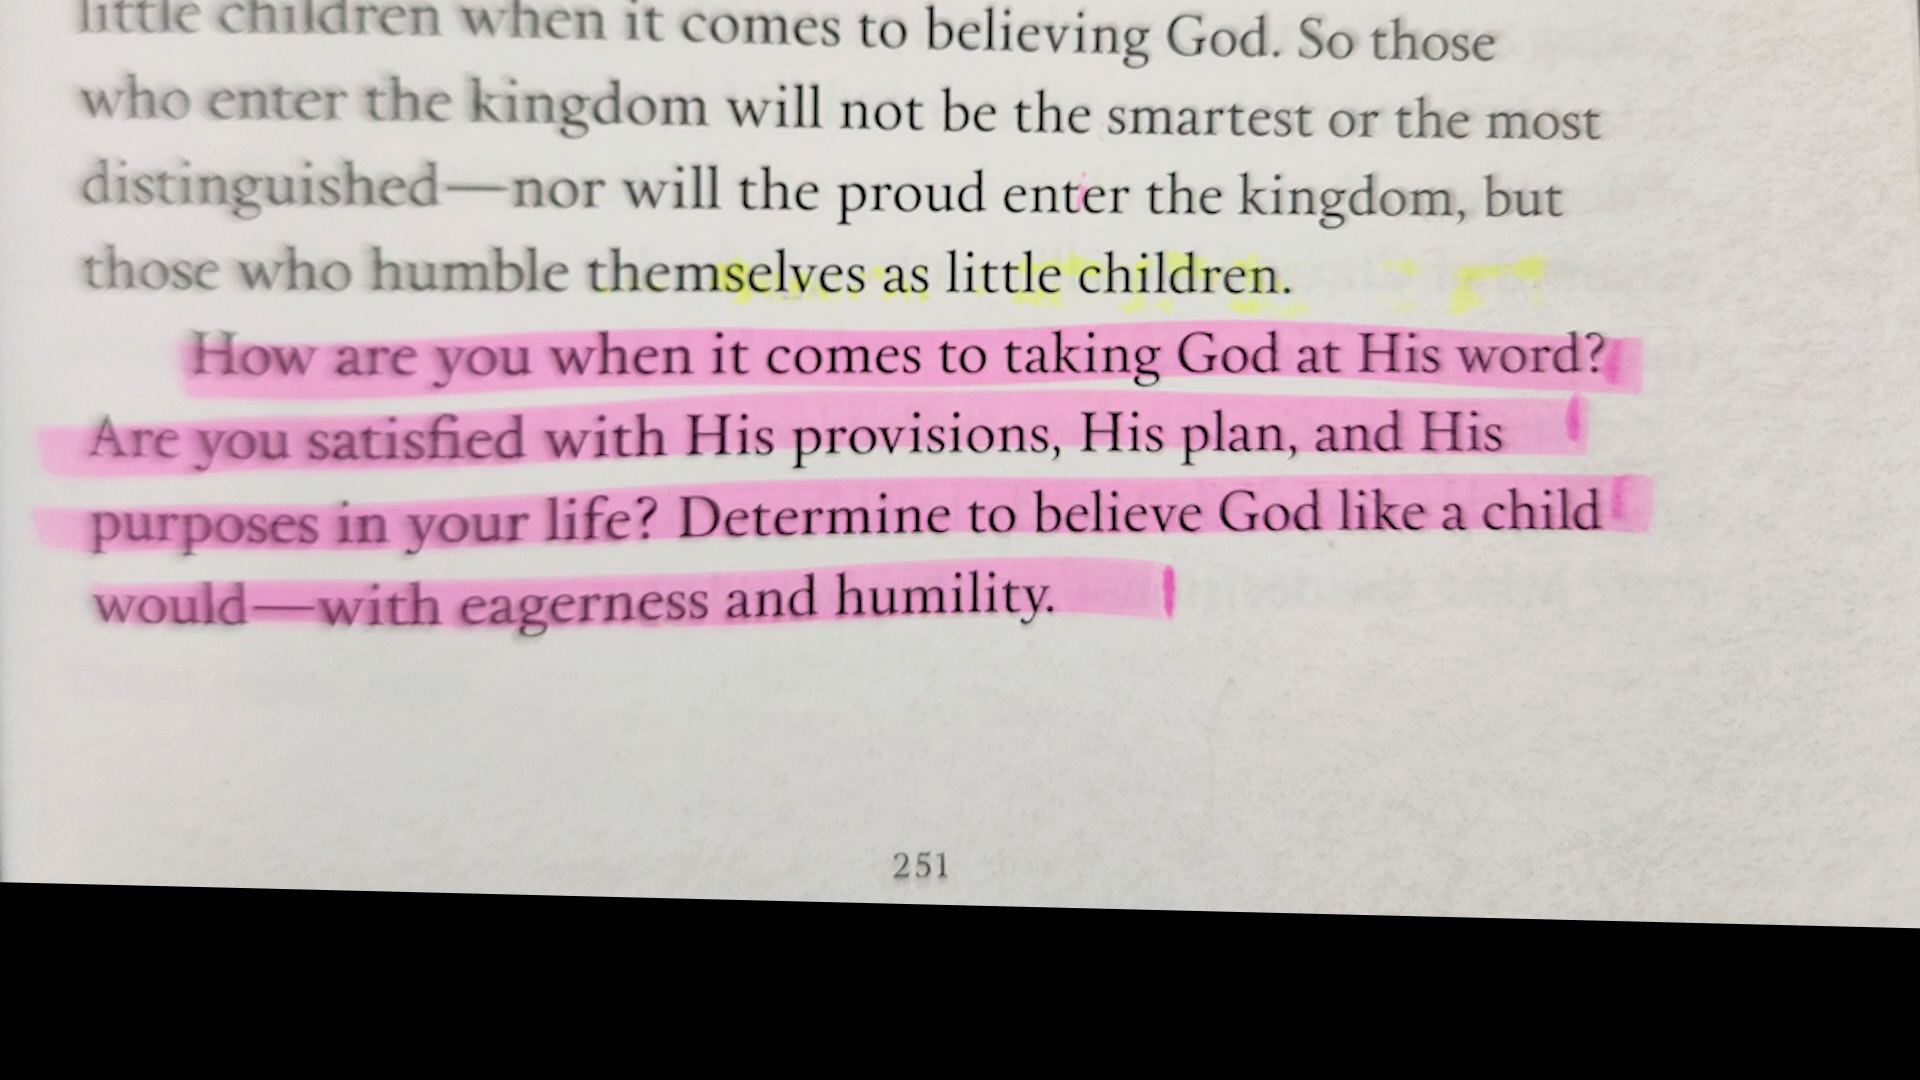 little children when it comes to believing God. So those
who enter the kingdom will not be the smartest or the most
distinguished—nor will the proud enter the kingdom, but
those who humble themselves as little children.
How are you when it comes to taking God at His word?
Are you satisfied with His provisions, His plan, and His
purposes in your life? Determine to believe God like a child
would—with eagerness and humility.
251